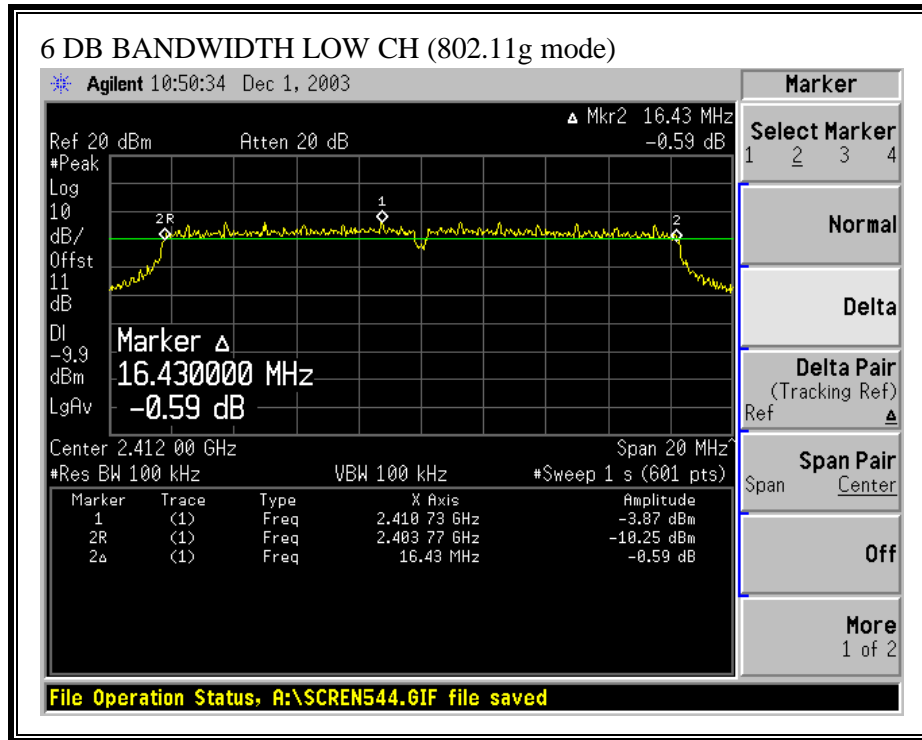 6 DB BANDWIDTH LOW CH (802.11g mode)
Agilent 10:50:34 Dec 1, 2003
Marker
Δ Mkr2 16.43 MHz
Ref 20 dBm Atten 20 dB -0.59 dB
#Peak
Log
10
dB/
Offst
11
dB
DI
-9.9
dBm
LgAv
2R
1
2
Marker Δ
16.430000 MHz
-0.59 dB
Center 2.412 00 GHz Span 20 MHz^
#Res BW 100 kHz VBW 100 kHz #Sweep 1 s (601 pts)
Marker Trace Type X Axis Amplitude
1 (1) Freq 2.410 73 GHz -3.87 dBm
2R (1) Freq 2.403 77 GHz -10.25 dBm
2Δ (1) Freq 16.43 MHz -0.59 dB
Select Marker
1 2 3 4
Normal
Delta
Delta Pair
(Tracking Ref)
Ref Δ
Span Pair
Span Center
Off
More
1 of 2
File Operation Status, A:\SCREN544.GIF file saved